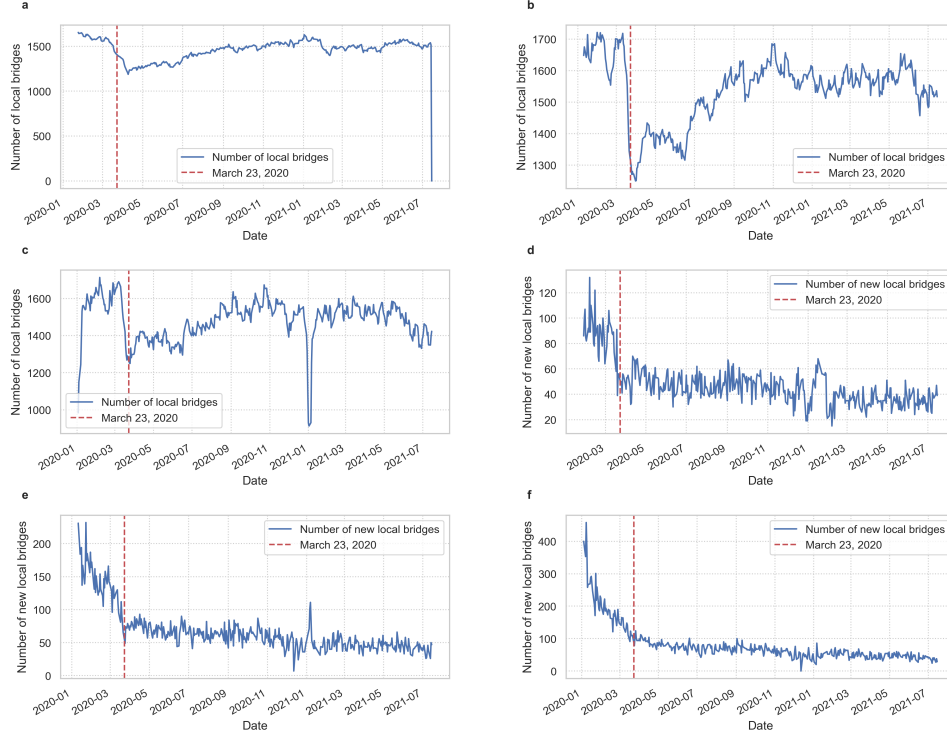 a
Number of local bridges
1500
1000
500
0
Number of local bridges
March 23, 2020
2020-01
2020-03
2020-05
2020-07
2020-09
2020-11
2021-01
2021-03
2021-05
2021-07
Date
b
Number of local bridges
1700
1600
1500
1400
1300
Number of local bridges
March 23, 2020
2020-01
2020-03
2020-05
2020-07
2020-09
2020-11
2021-01
2021-03
2021-05
2021-07
Date
c
Number of local bridges
1600
1400
1200
1000
Number of local bridges
March 23, 2020
2020-01
2020-03
2020-05
2020-07
2020-09
2020-11
2021-01
2021-03
2021-05
2021-07
Date
d
Number of new local bridges
120
100
80
60
40
20
Number of new local bridges
March 23, 2020
2020-03
2020-05
2020-07
2020-09
2020-11
2021-01
2021-03
2021-05
2021-07
Date
e
Number of new local bridges
200
150
100
50
0
Number of new local bridges
March 23, 2020
2020-01
2020-03
2020-05
2020-07
2020-09
2020-11
2021-01
2021-03
2021-05
2021-07
Date
f
Number of new local bridges
400
300
200
100
0
Number of new local bridges
March 23, 2020
2020-01
2020-03
2020-05
2020-07
2020-09
2020-11
2021-01
2021-03
2021-05
2021-07
Date